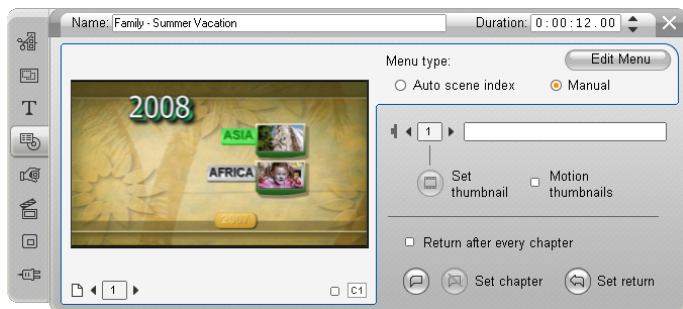 Name: Family - Summer Vacation
Duration: 0:00:12.00
T
2008
ASIA
AFRICA
2007
1
C1
Menu type:
Edit Menu
Auto scene index
Manual
1
Set thumbnail
Motion thumbnails
Return after every chapter
Set chapter
Set return